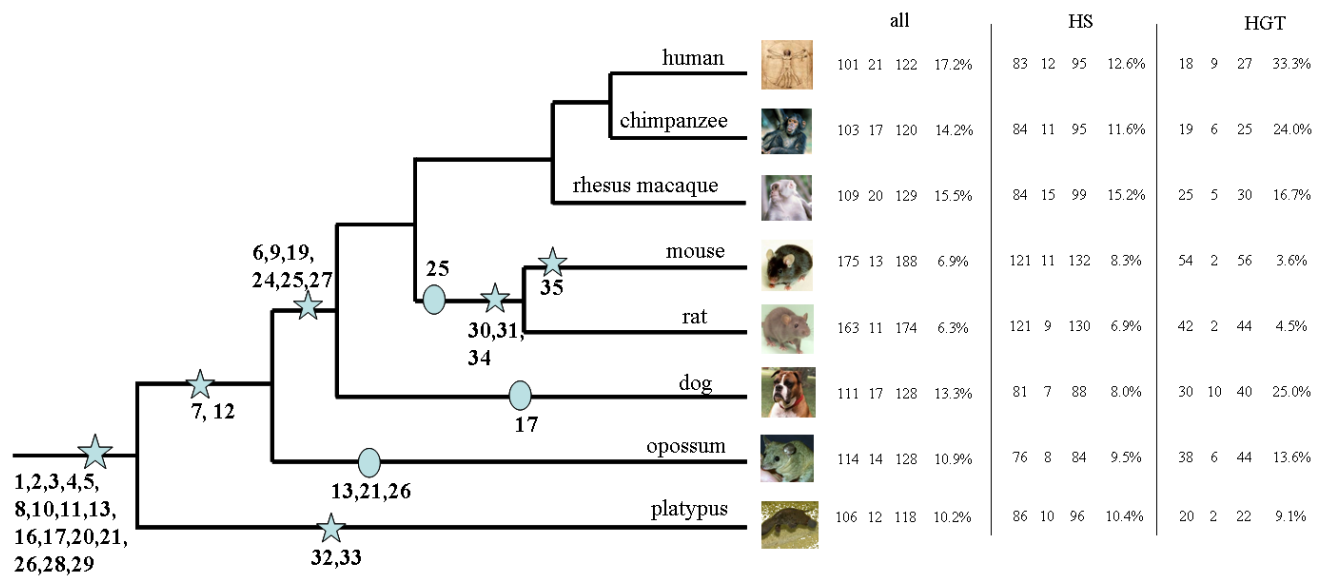 all HS HGT
human 101 21 122 17.2% 83 12 95 12.6% 18 9 27 33.3%
chimpanzee 103 17 120 14.2% 84 11 95 11.6% 19 6 25 24.0%
rhesus macaque 109 20 129 15.5% 84 15 99 15.2% 25 5 30 16.7%
mouse 175 13 188 6.9% 121 11 132 8.3% 54 2 56 3.6%
6,9,19,
24,25,27
25
35
30,31,
34
rat 163 11 174 6.3% 121 9 130 6.9% 42 2 44 4.5%
dog 111 17 128 13.3% 81 7 88 8.0% 30 10 40 25.0%
7, 12
17
opossum 114 14 128 10.9% 76 8 84 9.5% 38 6 44 13.6%
13,21,26
1,2,3,4,5,
8,10,11,13,
16,17,20,21,
26,28,29
platypus 106 12 118 10.2% 86 10 96 10.4% 20 2 22 9.1%
32,33